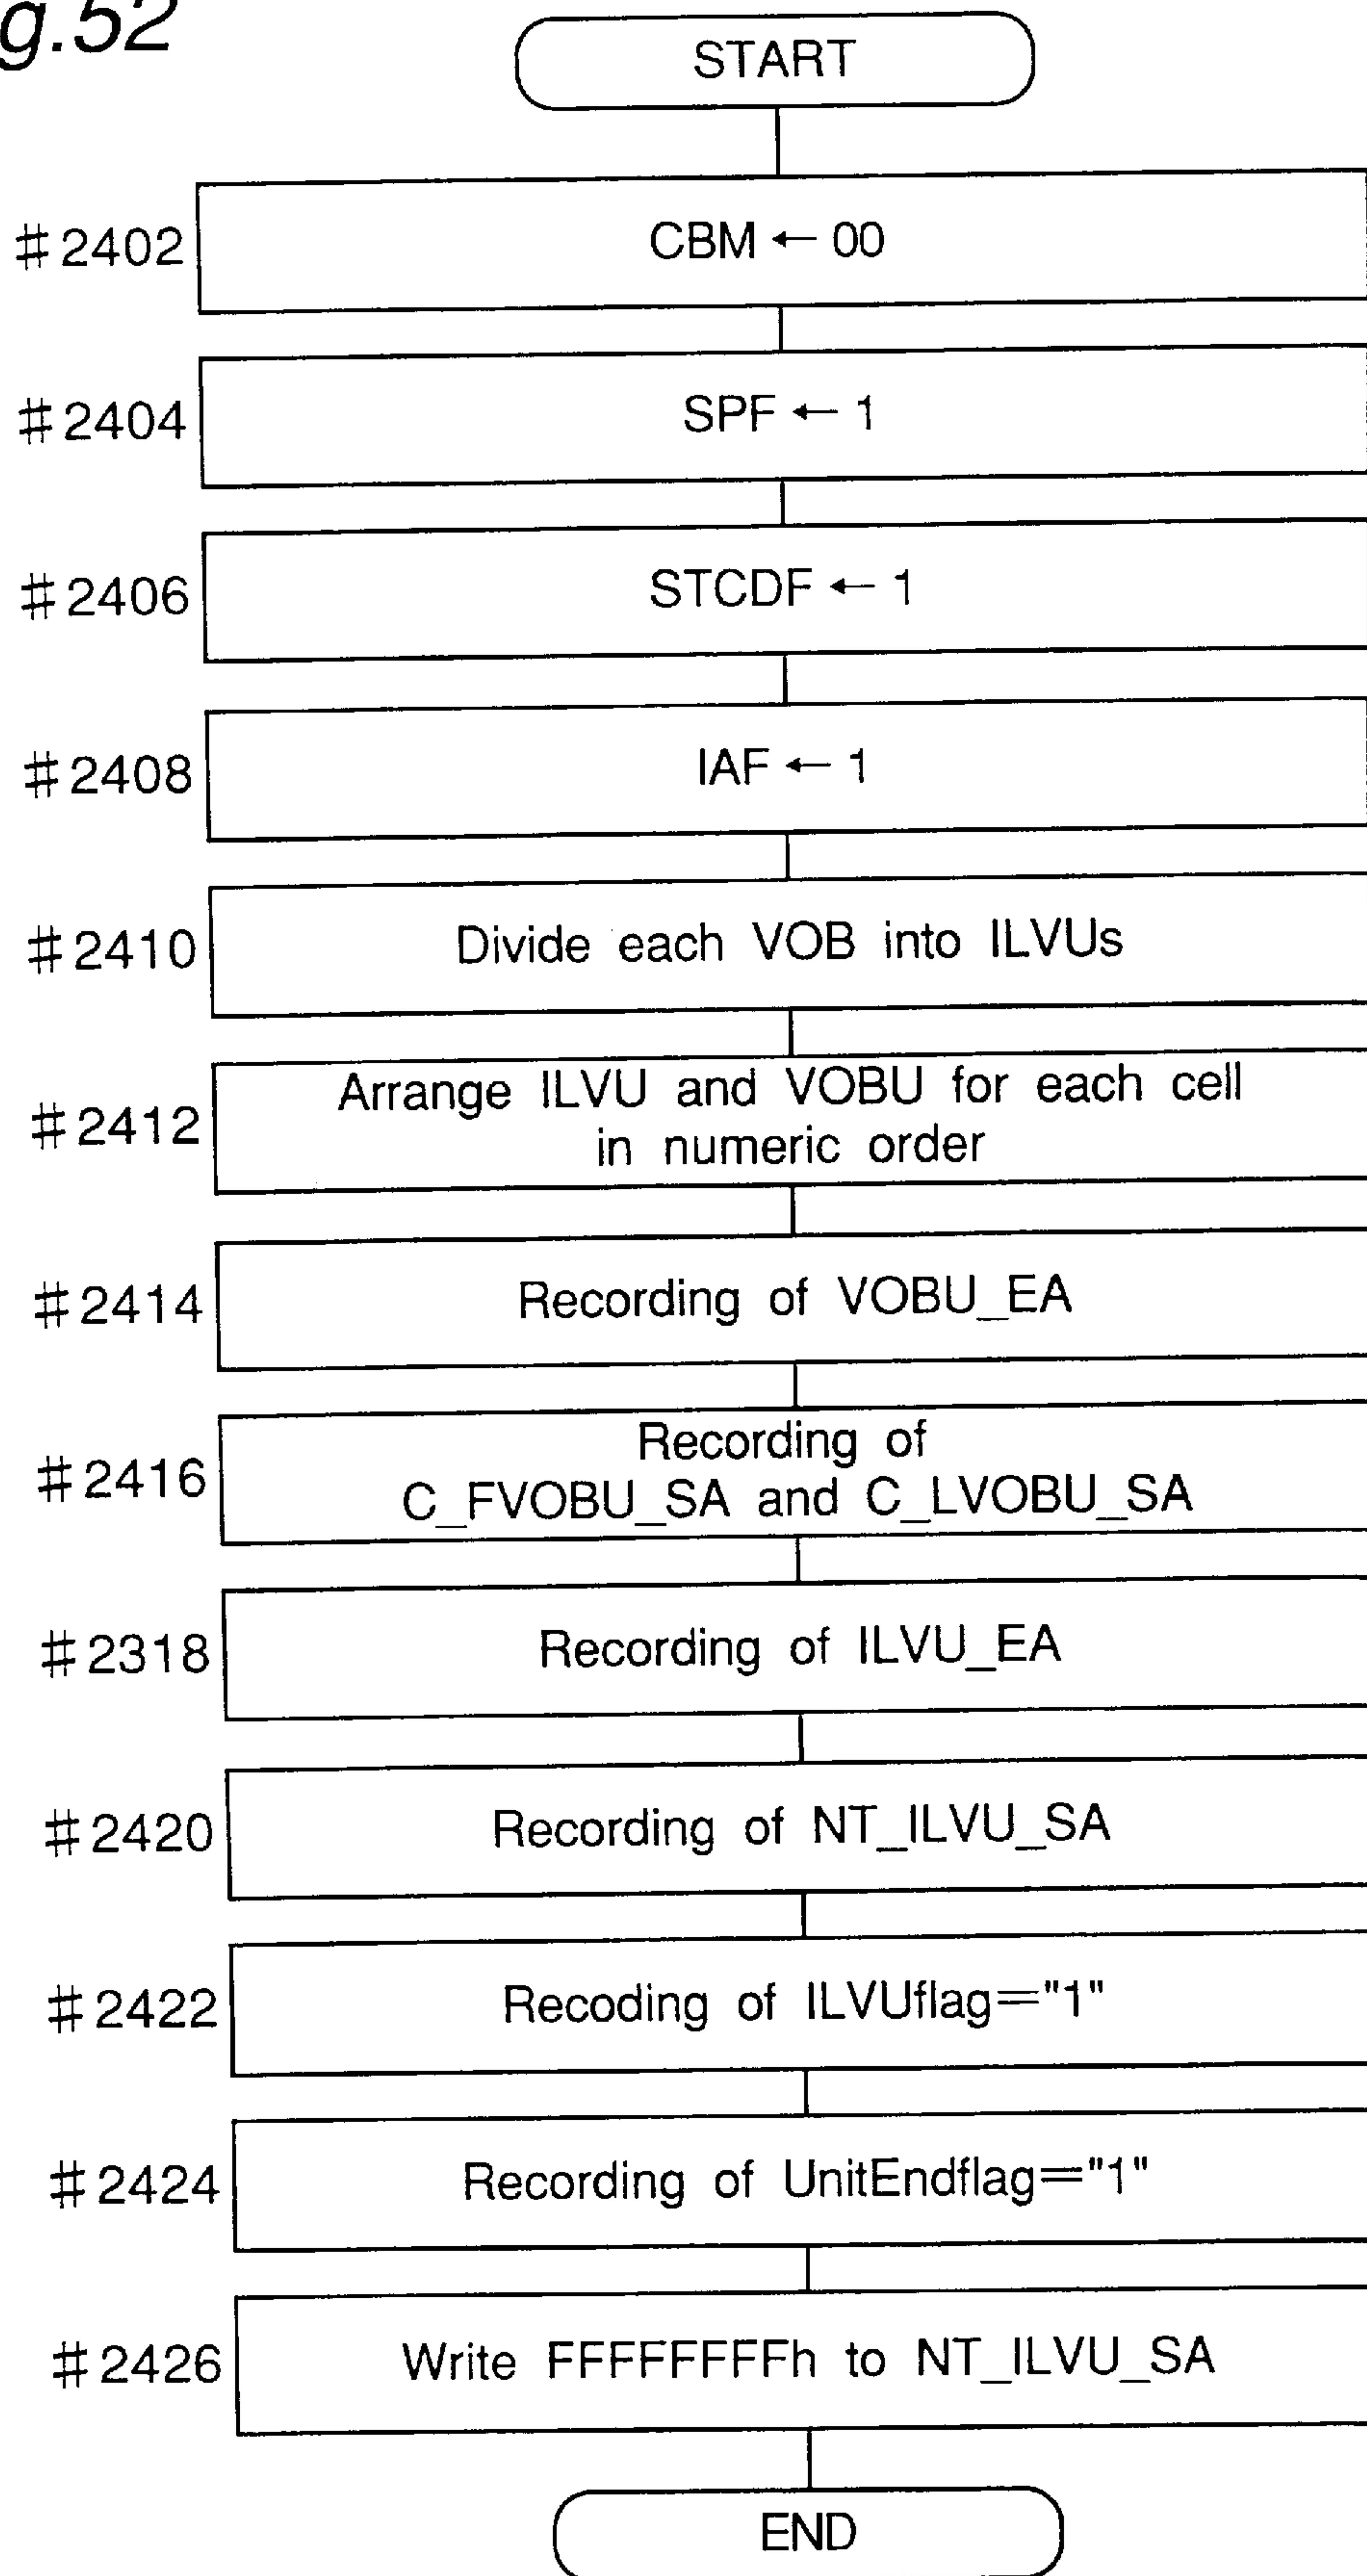 g.52
START
#2402 CBM ← 00
#2404 SPF ← 1
#2406 STCDF ← 1
#2408 IAF ← 1
#2410 Divide each VOB into ILVUs
#2412 Arrange ILVU and VOBU for each cell
in numeric order
#2414 Recording of VOBU_EA
#2416 Recording of
C_FVOBU_SA and C_LVOBU_SA
#2318 Recording of ILVU_EA
#2420 Recording of NT_ILVU_SA
#2422 Recoding of ILVUflag="1"
#2424 Recording of UnitEndflag="1"
#2426 Write FFFFFFFFh to NT_ILVU_SA
END